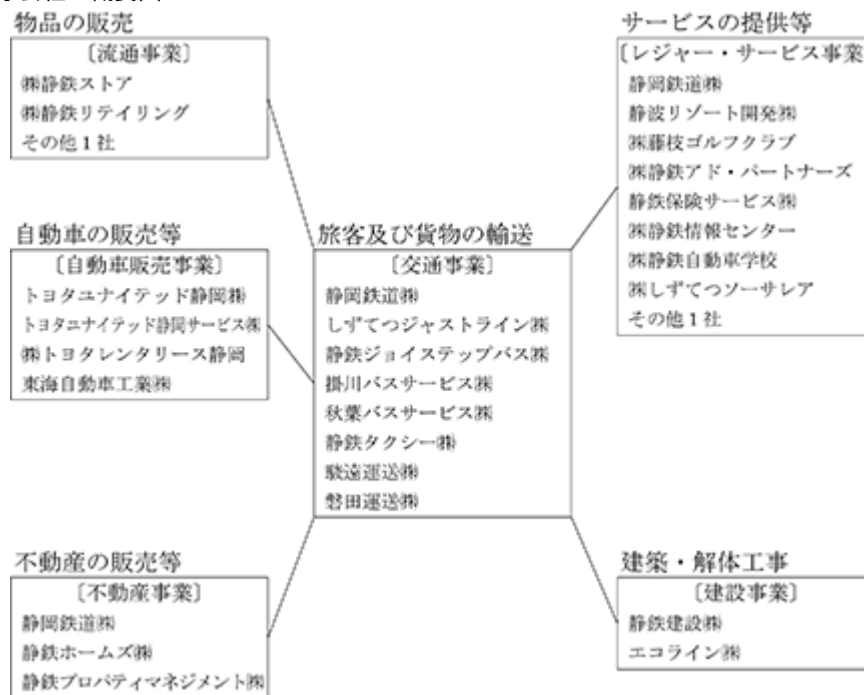 物品の販売
〔流通事業〕
㈱静鉄ストア
㈱静鉄リテイリング
その他1社
サービスの提供等
〔レジャー・サービス事業
静岡鉄道㈱
静波リゾート開発㈱
㈱藤枝ゴルフクラブ
㈱静鉄アド・パートナーズ
静鉄保険サービス㈱
㈱静鉄情報センター
㈱静鉄自動車学校
㈱しずてつソーサレア
その他1社
自動車の販売等
〔自動車販売事業〕
トヨタユナイテッド静岡㈱
トヨタユナイテッド静岡サービス㈱
㈱トヨタレンタリース静岡
東海自動車工業㈱
旅客及び貨物の輸送
〔交通事業〕
静岡鉄道㈱
しずてつジャストライン㈱
静鉄ジョイステップバス㈱
掛川バスサービス㈱
秋葉バスサービス㈱
静鉄タクシー㈱
駿遠運送㈱
磐田運送㈱
不動産の販売等
〔不動産事業〕
静岡鉄道㈱
静鉄ホームズ㈱
静鉄プロパティマネジメント㈱
建築・解体工事
〔建設事業〕
静鉄建設㈱
エコライン㈱